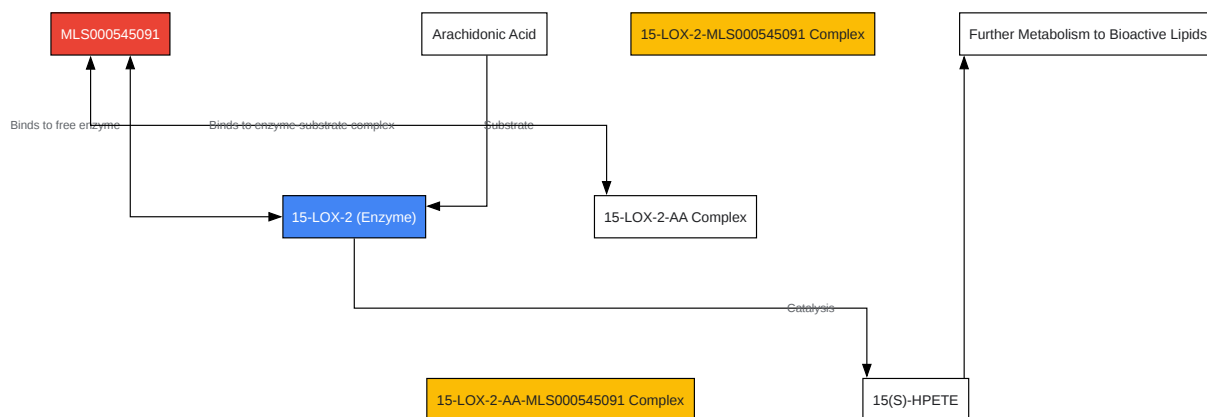 MLS000545091
Arachidonic Acid
15-LOX-2-MLS000545091 Complex
Further Metabolism to Bioactive Lipids
Binds to free enzyme
Binds to enzyme-substrate complex
Substrate
15-LOX-2 (Enzyme)
15-LOX-2-AA Complex
Catalysis
15-LOX-2-AA-MLS000545091 Complex
15(S)-HPETE